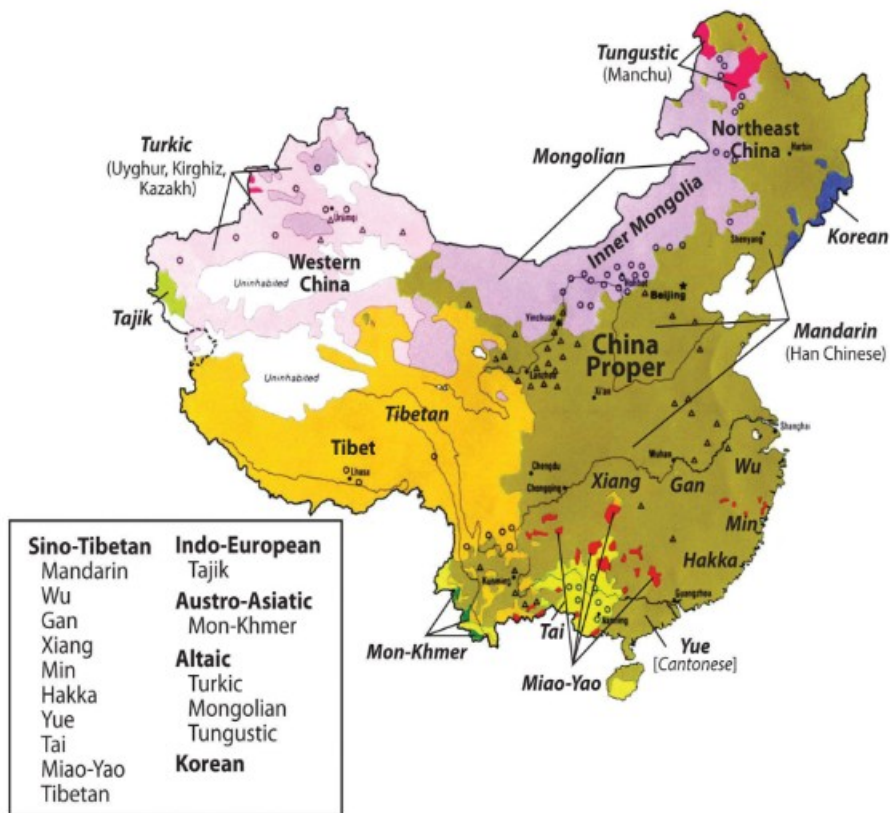 Tungustic
(Manchu)
Northeast
China
Harbin
Turkic
(Uyghur, Kirghiz,
Kazakh)
Mongolian
Urumqi
Inner Mongolia
Shenyang
Korean
Western
China
Uninhabited
Hohhot
Beijing
Tajik
Yinchuan
Mandarin
(Han Chinese)
China
Proper
Lanchou
Xi'an
Uninhabited
Tibetan
Tibet
Lhasa
Chengdu
Chongqing
Wuhan
Shanghai
Xiang
Gan
Wu
Min
Hakka
Kunming
Guangzhou
Nanning
Tai
Mon-Khmer
Miao-Yao
Yue
[Cantonese]
Sino-Tibetan
Mandarin
Wu
Gan
Xiang
Min
Hakka
Yue
Tai
Miao-Yao
Tibetan
Indo-European
Tajik
Austro-Asiatic
Mon-Khmer
Altaic
Turkic
Mongolian
Tungustic
Korean